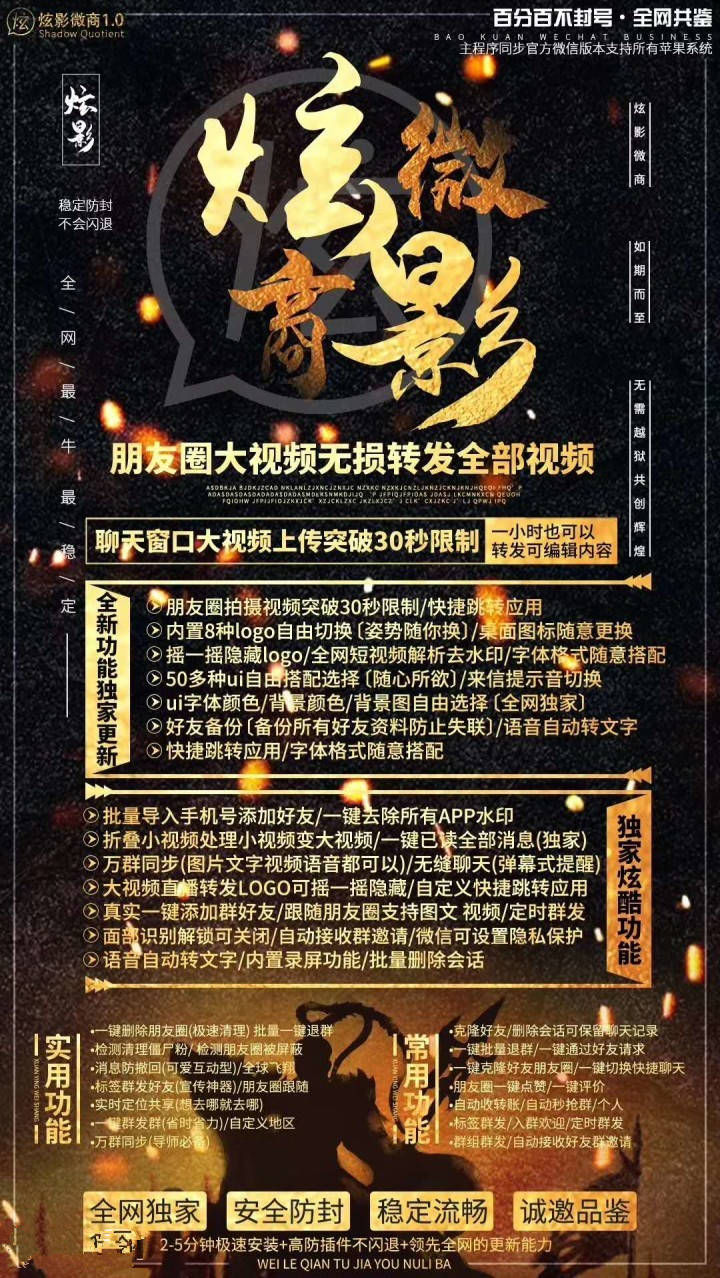 炫影微商1.0
Shadow Quotient
百分百不封号·全网共鉴
BAO KUAN WECHAT BUSINESS
主程序同步官方微信版本支持所有苹果系统
炫影
稳定防封
不会闪退
全/网/最/牛/最/稳/定
炫影微商
如期而至
无需越狱共创辉煌
炫影
微商
朋友圈大视频无损转发全部视频
聊天窗口大视频上传突破30秒限制
一小时也可以
转发可编辑内容
全新功能独家更新
朋友圈拍摄视频突破30秒限制/快捷跳转应用
内置8种logo自由切换〔姿势随你换〕/桌面图标随意更换
摇一摇隐藏logo/全网短视频解析去水印/字体格式随意搭配
50多种ui自由搭配选择〔随心所欲〕/来信提示音切换
ui字体颜色/背景颜色/背景图自由选择〔全网独家〕
好友备份〔备份所有好友资料防止失联〕/语音自动转文字
快捷跳转应用/字体格式随意搭配
批量导入手机号添加好友/一键去除所有APP水印
折叠小视频处理小视频变大视频/一键已读全部消息(独家)
万群同步(图片文字视频语音都可以)/无缝聊天(弹幕式提醒)
大视频直播转发LOGO可摇一摇隐藏/自定义快捷跳转应用
真实一键添加群好友/跟随朋友圈支持图文 视频/定时群发
面部识别解锁可关闭/自动接收群邀请/微信可设置隐私保护
语音自动转文字/内置录屏功能/批量删除会话
独家炫酷功能
实用功能
XUAN YING WEI SHANG
•一键删除朋友圈(极速清理) 批量一键退群
•检测清理僵尸粉/ 检测朋友圈被屏蔽
•消息防撤回(可爱互动型)/全球飞翔
•标签群发好友(宣传神器)/朋友圈跟随
•实时定位共享(想去哪就去哪)
•一键群发群(省时省力)/自定义地区
•万群同步(导师必备)
常用功能
XUAN YING WEI SHANG
•克隆好友/删除会话可保留聊天记录
•一键批量退群/一键通过好友请求
•一键克隆好友朋友圈/一键切换快捷聊天
•朋友圈一键点赞/一键评价
•自动收转账/自动秒抢群/个人
•标签群发/入群欢迎/定时群发
•群组群发/自动接收好友群邀请
全网独家
安全防封
稳定流畅
诚邀品鉴
2-5分钟极速安装+高防插件不闪退+领先全网的更新能力
WEI LE QIAN TU JIA YOU NULI BA